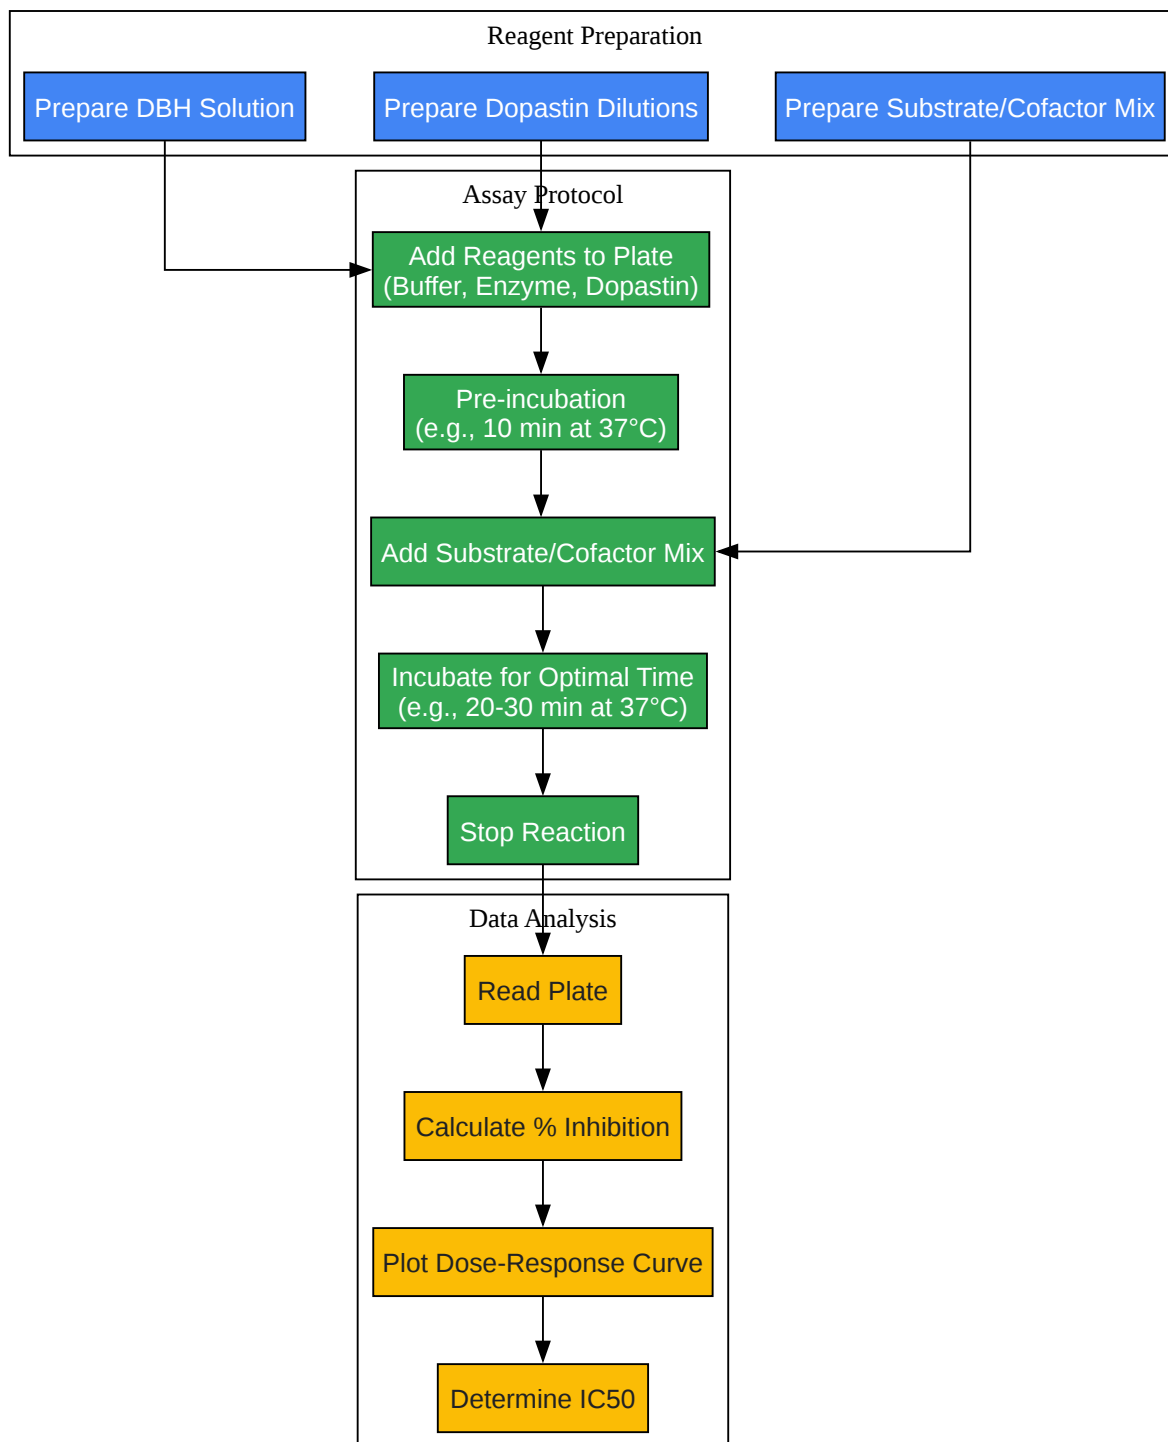 Reagent Preparation
Prepare DBH Solution
Prepare Dopastin Dilutions
Prepare Substrate/Cofactor Mix
Assay Protocol
Add Reagents to Plate
(Buffer, Enzyme, Dopastin)
Pre-incubation
(e.g., 10 min at 37°C)
Add Substrate/Cofactor Mix
Incubate for Optimal Time
(e.g., 20-30 min at 37°C)
Stop Reaction
Data Analysis
Read Plate
Calculate % Inhibition
Plot Dose-Response Curve
Determine IC50